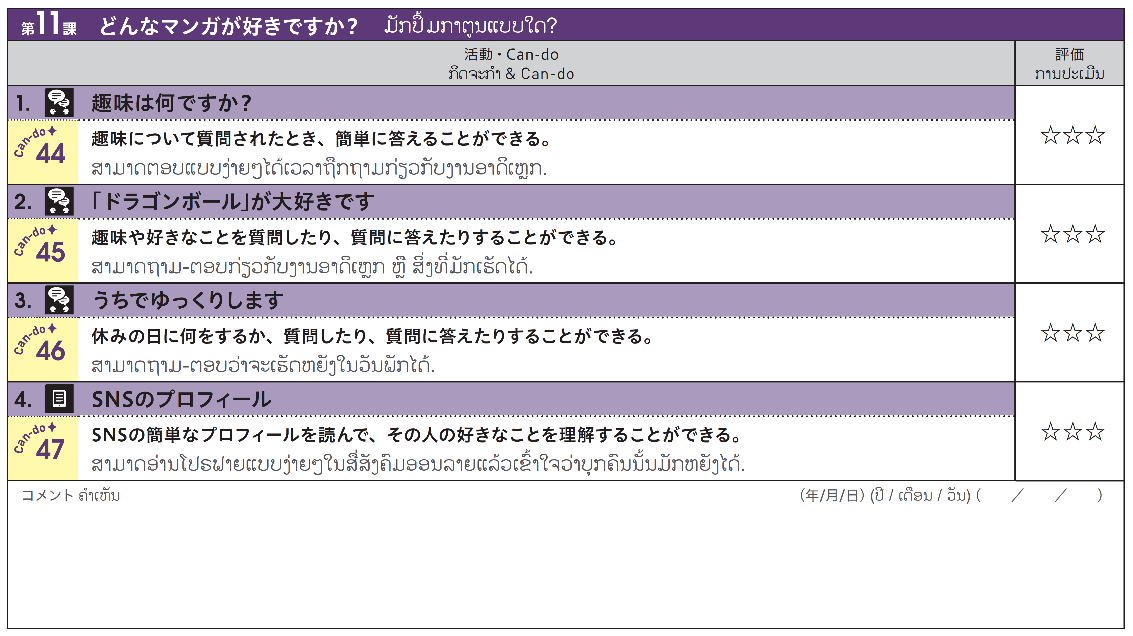 第11課 どんなマンガが好きですか? ມັກປຶ້ມກາຕູນແບບໃດ?
活動・Can-do
ກິດຈະກຳ & Can-do
評価
ການປະເມີນ
1. 趣味は何ですか?
Can-do 44
趣味について質問されたとき、簡単に答えることができる。
ສາມາດຕອບແບບງ່າຍໆໄດ້ເວລາຖືກຖາມກ່ຽວກັບງານອາດິເຫຼກ.
☆☆☆
2. 「ドラゴンボール」が大好きです
Can-do 45
趣味や好きなことを質問したり、質問に答えたりすることができる。
ສາມາດຖາມ-ຕອບກ່ຽວກັບງານອາດິເຫຼກ ຫຼື ສິ່ງທີ່ມັກເຮັດໄດ້.
☆☆☆
3. うちでゆっくりします
Can-do 46
休みの日に何をするか、質問したり、質問に答えたりすることができる。
ສາມາດຖາມ-ຕອບວ່າຈະເຮັດຫຍັງໃນວັນພັກໄດ້.
☆☆☆
4. SNSのプロフィール
Can-do 47
SNSの簡単なプロフィールを読んで、その人の好きなことを理解することができる。
ສາມາດອ່ານໂປຣຟາຍແບບງ່າຍໆໃນສື່ສັງຄົມອອນລາຍແລ້ວເຂົ້າໃຈວ່າບຸກຄົນນັ້ນມັກຫຍັງໄດ້.
☆☆☆
コメント ຄຳເຫັນ
(年/月/日) (ປີ / ເດືອນ / ວັນ) ( / / )